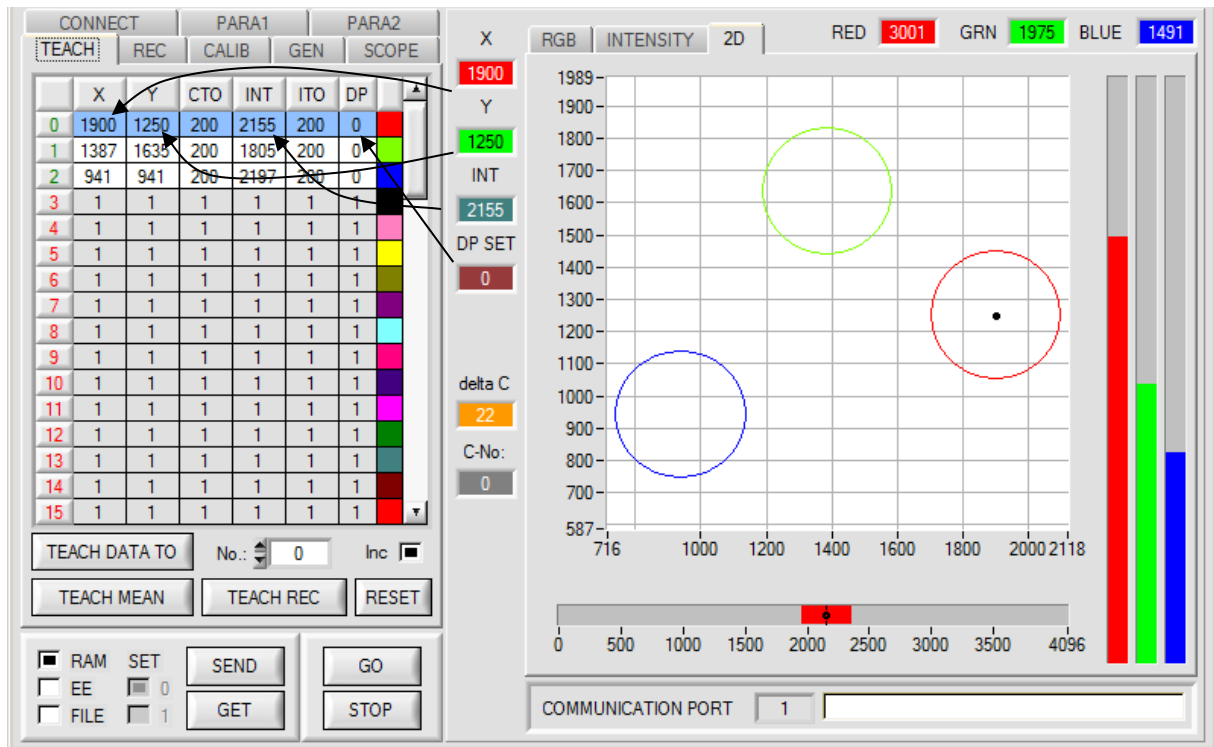 CONNECT PARA1 PARA2
TEACH REC CALIB GEN SCOPE
X Y CTO INT ITO DP
0 1900 1250 200 2155 200 0
1 1387 1635 200 1805 200 0
2 941 941 200 2197 200 0
3 1 1 1 1 1 1
4 1 1 1 1 1 1
5 1 1 1 1 1 1
6 1 1 1 1 1 1
7 1 1 1 1 1 1
8 1 1 1 1 1 1
9 1 1 1 1 1 1
10 1 1 1 1 1 1
11 1 1 1 1 1 1
12 1 1 1 1 1 1
13 1 1 1 1 1 1
14 1 1 1 1 1 1
15 1 1 1 1 1 1
TEACH DATA TO No.: 0 Inc
TEACH MEAN TEACH REC RESET
RAM SET SEND GO
EE 0
FILE 1 GET STOP
X
1900
Y
1250
INT
2155
DP SET
0
delta C
22
C-No:
0
RGB INTENSITY 2D RED 3001 GRN 1975 BLUE 1491
1989
1900
1800
1700
1600
1500
1400
1300
1200
1100
1000
900
800
700
587
716 1000 1200 1400 1600 1800 2000 2118
0 500 1000 1500 2000 2500 3000 3500 4096
COMMUNICATION PORT 1